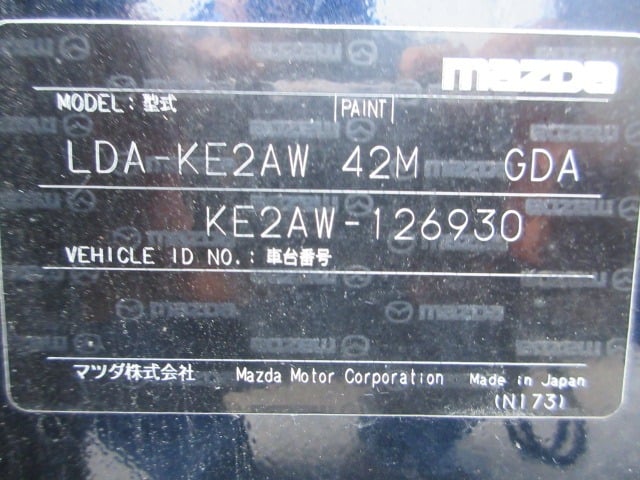 mazda
MODEL: 型式 PAINT
LDA-KE2AW 42M GDA
KE2AW-126930
VEHICLE ID NO.: 車台番号
マツダ株式会社 Mazda Motor Corporation Made in Japan
(N173)